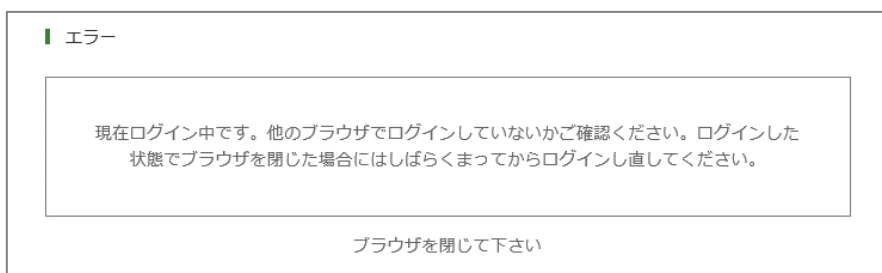 エラー
現在ログイン中です。他のブラウザでログインしていないかご確認ください。ログインした
状態でブラウザを閉じた場合にはしばらくまってからログインし直してください。
ブラウザを閉じて下さい